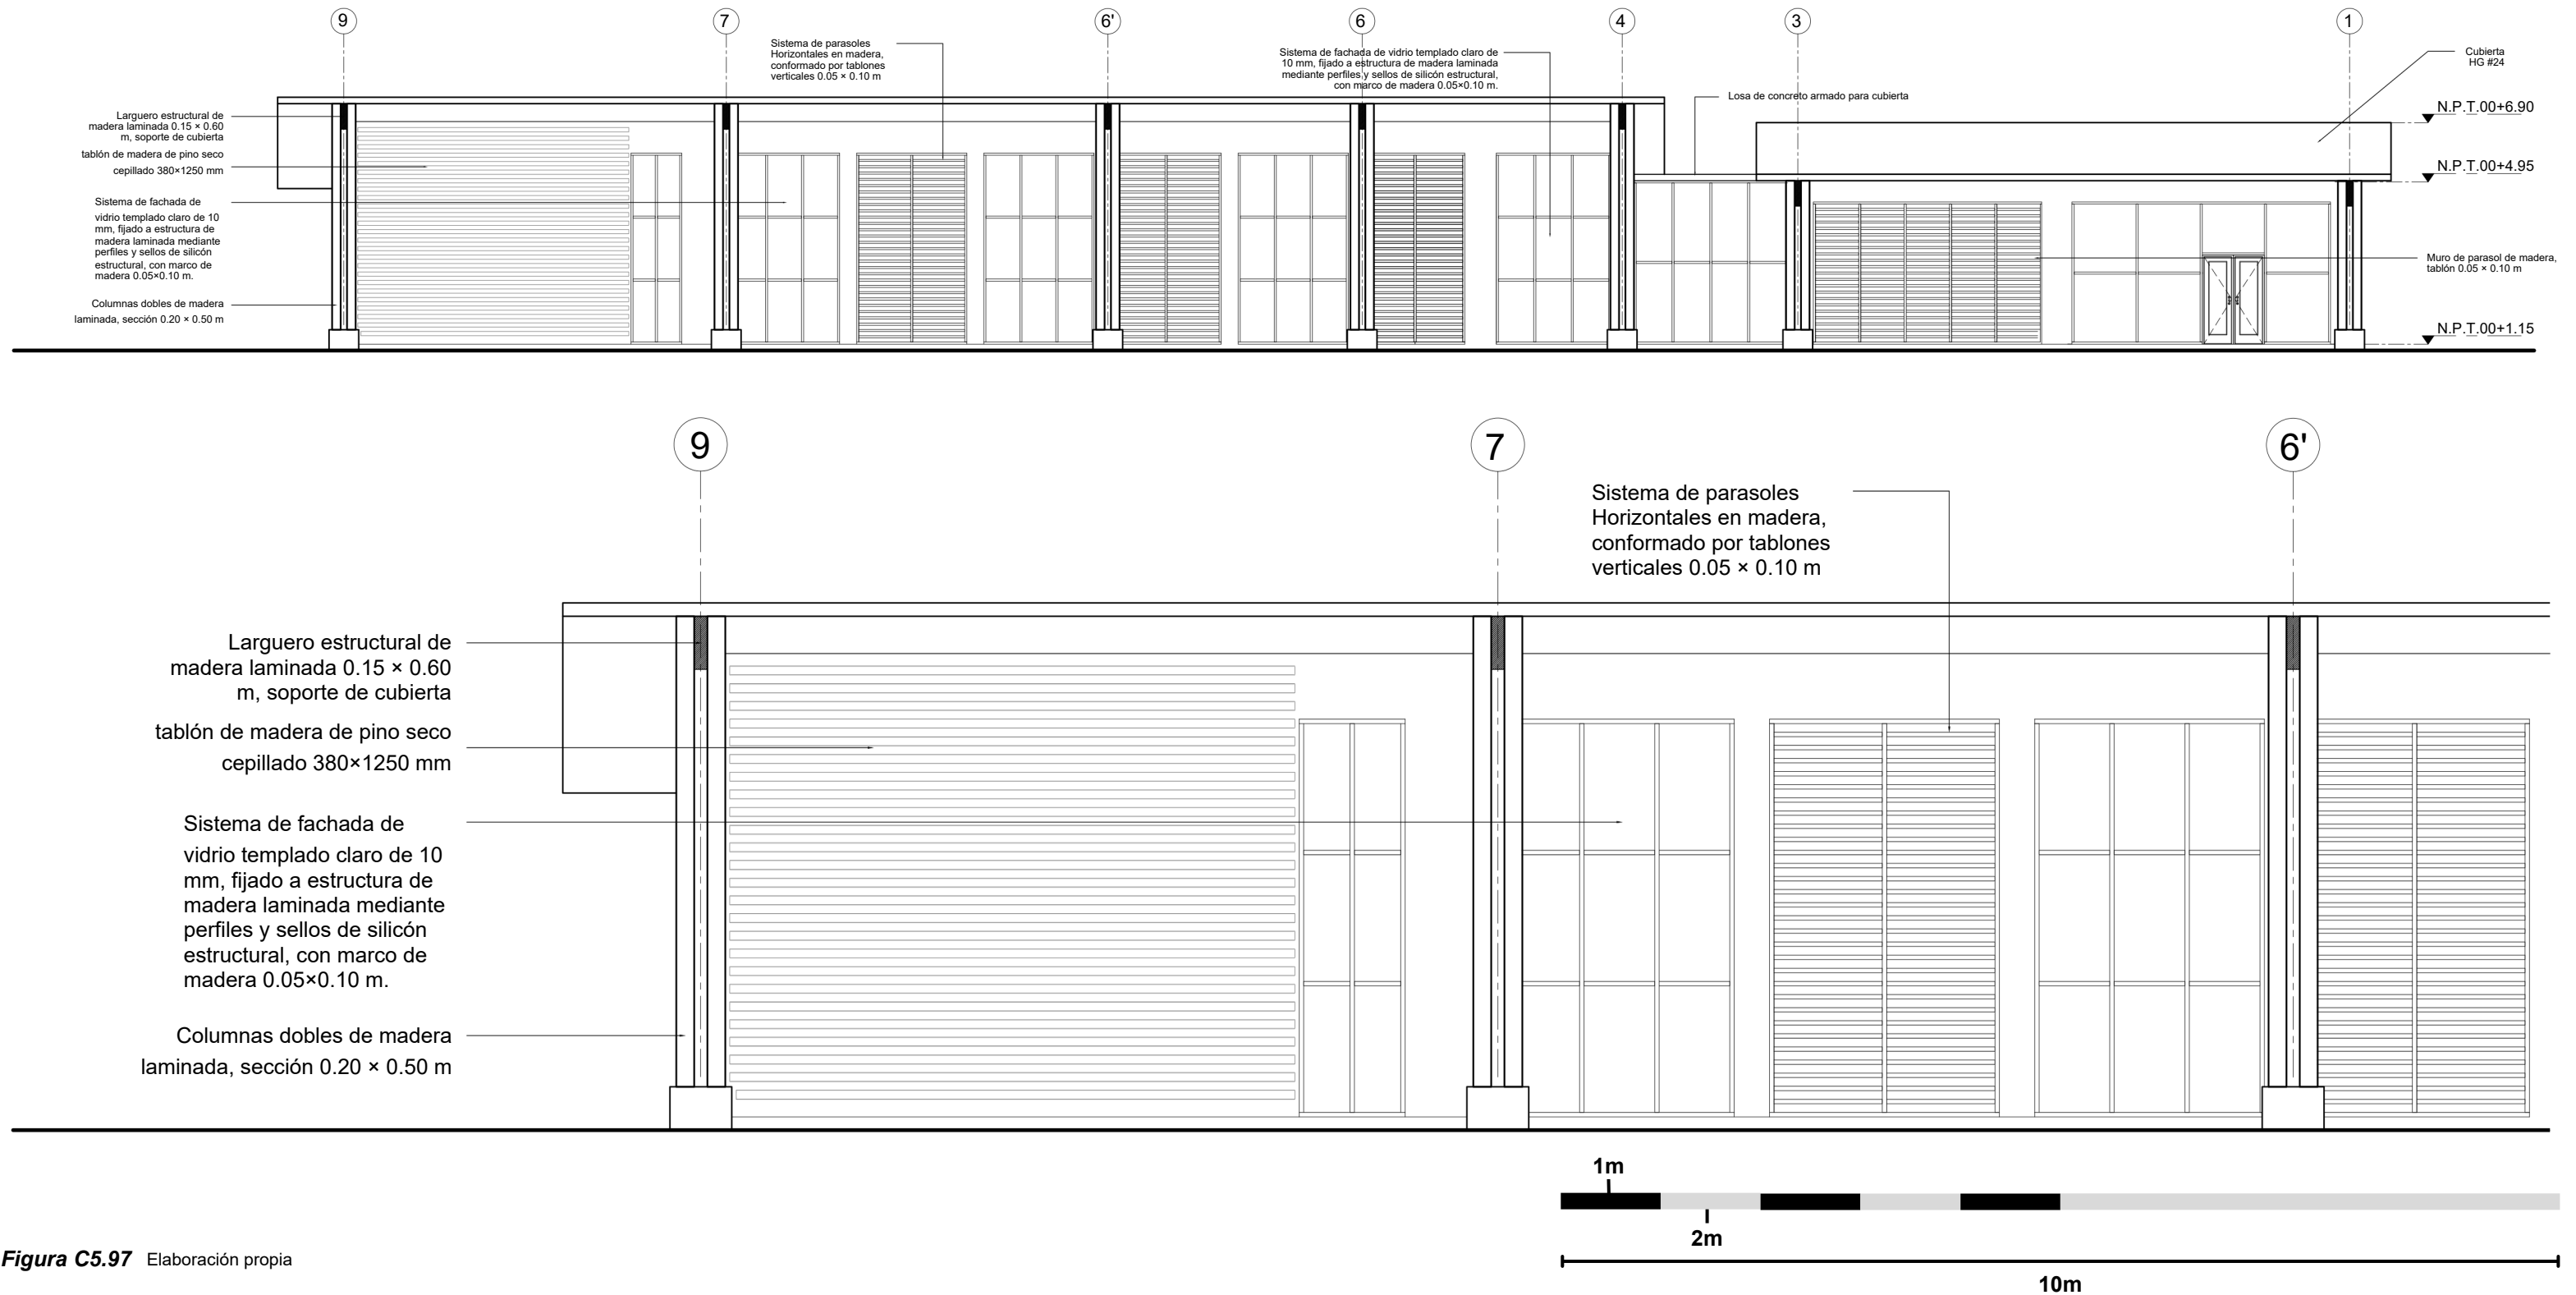 9
7
6'
6
4
3
1
Sistema de parasoles
Horizontales en madera,
conformado por tablones
verticales 0.05 × 0.10 m
Sistema de fachada de vidrio templado claro de
10 mm, fijado a estructura de madera laminada
mediante perfiles y sellos de silicón estructural,
con marco de madera 0.05×0.10 m.
Losa de concreto armado para cubierta
Cubierta
HG #24
N.P.T.00+6.90
N.P.T.00+4.95
Muro de parasol de madera,
tablón 0.05 × 0.10 m
N.P.T.00+1.15
Larguero estructural de
madera laminada 0.15 × 0.60
m, soporte de cubierta
tablón de madera de pino seco
cepillado 380×1250 mm
Sistema de fachada de
vidrio templado claro de 10
mm, fijado a estructura de
madera laminada mediante
perfiles y sellos de silicón
estructural, con marco de
madera 0.05×0.10 m.
Columnas dobles de madera
laminada, sección 0.20 × 0.50 m
9
7
6'
Sistema de parasoles
Horizontales en madera,
conformado por tablones
verticales 0.05 × 0.10 m
Larguero estructural de
madera laminada 0.15 × 0.60
m, soporte de cubierta
tablón de madera de pino seco
cepillado 380×1250 mm
Sistema de fachada de
vidrio templado claro de 10
mm, fijado a estructura de
madera laminada mediante
perfiles y sellos de silicón
estructural, con marco de
madera 0.05×0.10 m.
Columnas dobles de madera
laminada, sección 0.20 × 0.50 m
1m
2m
10m
Figura C5.97 Elaboración propia